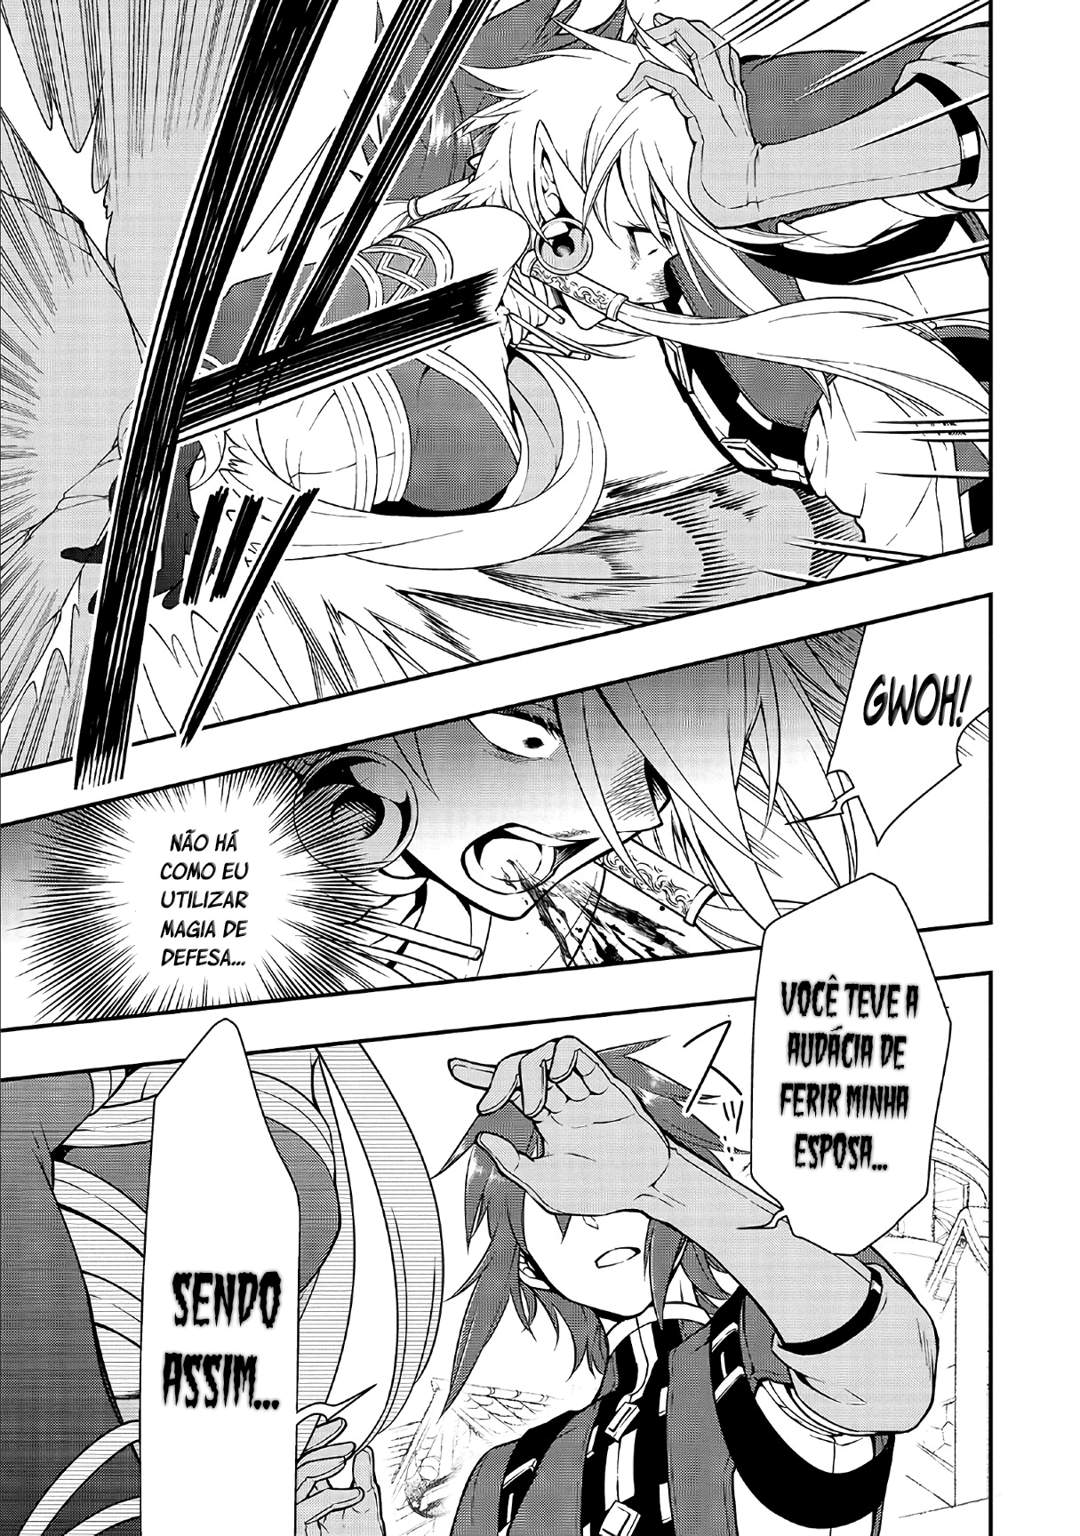 GWOH!
NÃO HÁ
COMO EU
UTILIZAR
MAGIA DE
DEFESA...
VOCÊ TEVE A
AUDÁCIA DE
FERIR MINHA
ESPOSA...
SENDO
ASSIM...